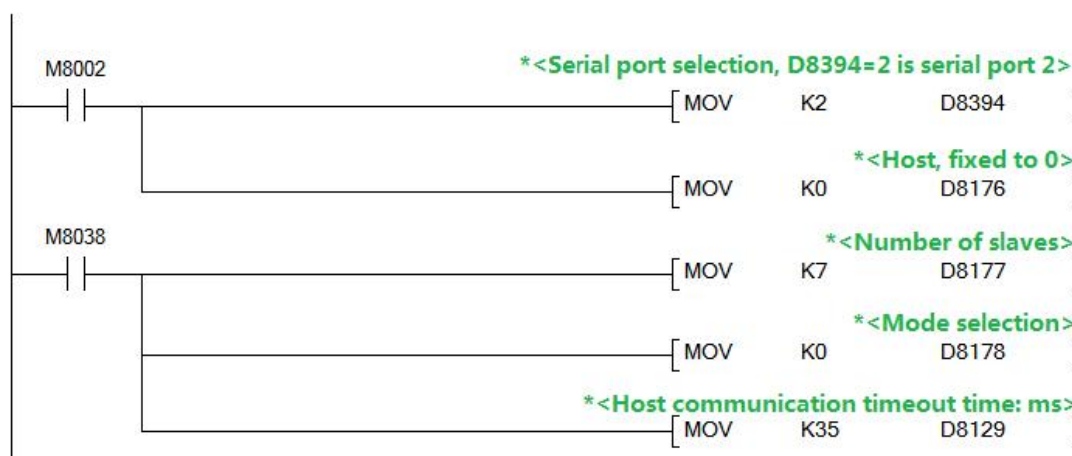 *<Serial port selection, D8394=2 is serial port 2>
M8002
MOV K2 D8394
*<Host, fixed to 0>
MOV K0 D8176
*<Number of slaves>
M8038
MOV K7 D8177
*<Mode selection>
MOV K0 D8178
*<Host communication timeout time: ms>
MOV K35 D8129